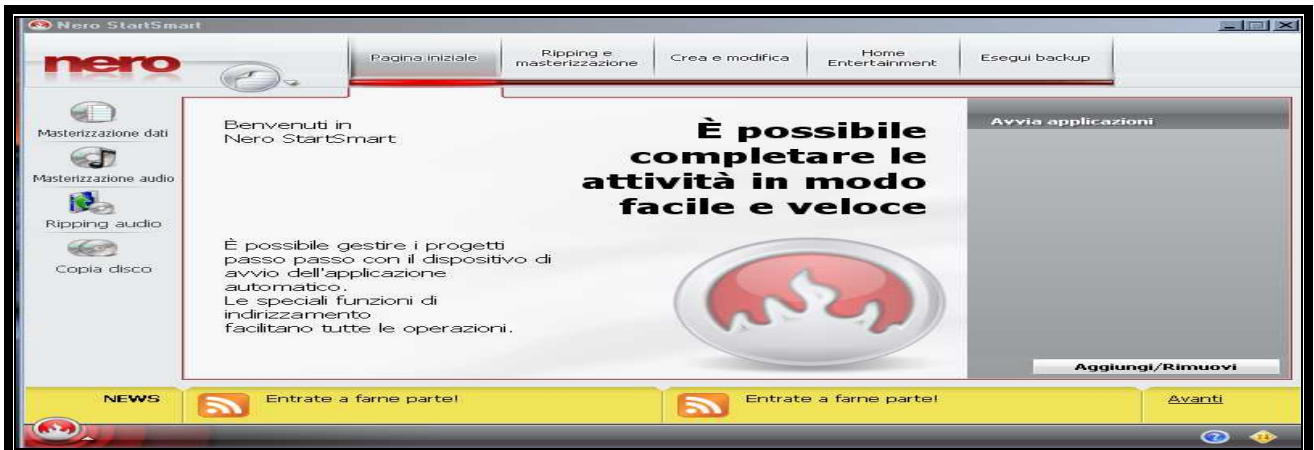 Nero StartSmart
nero
Pagina iniziale
Ripping e
masterizzazione
Crea e modifica
Home
Entertainment
Esegui backup
Masterizzazione dati
Masterizzazione audio
Ripping audio
Copia disco
Benvenuti in
Nero StartSmart
È possibile
completare le
attività in modo
facile e veloce
È possibile gestire i progetti
passo passo con il dispositivo di
avvio dell'applicazione
automatico.
Le speciali funzioni di
indirizzamento
facilitano tutte le operazioni.
Avvia applicazioni
Aggiungi/Rimuovi
NEWS
Entrate a farne parte!
Entrate a farne parte!
Avanti